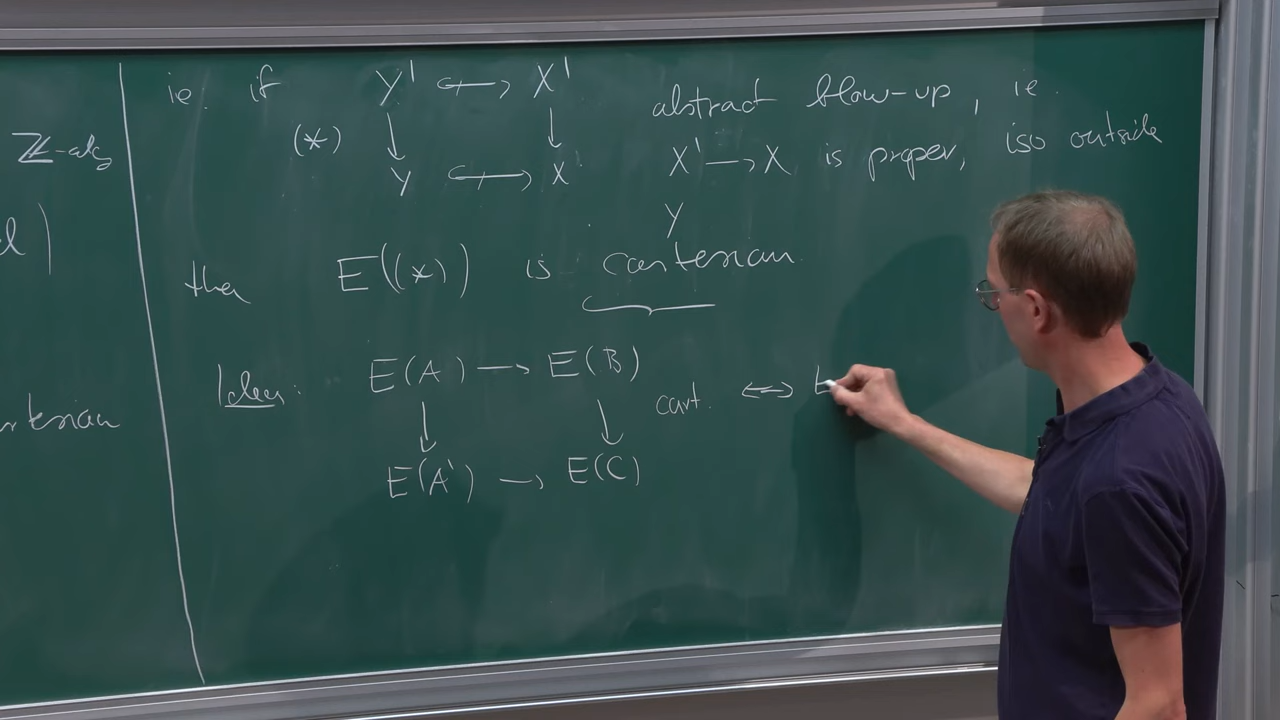 ℤ-alg
l )
rtesian
ie. if Y' ↪ X' abstract blow-up, ie.
(*) ↓ ↓
Y ↪ X X' → X is proper, iso outside
Y
then E((*)) is cartesian.
Idea: E(A) → E(B)
↓ ↓ cart. ↔
E(A') → E(C)